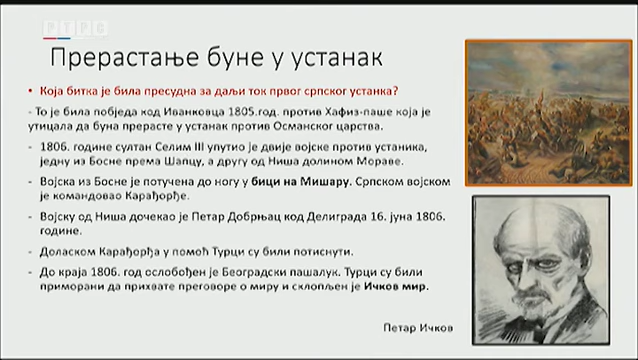 РТРС
Прерастање буне у устанак
• Која битка је била пресудна за даљи ток првог српског устанка?
- То је била побједа код Иванковца 1805.год. против Хафиз-паше која је
утицала да буна прерасте у устанак против Османског царства.
- 1806. године султан Селим III упутио је двије војске против устаника,
једну из Босне према Шапцу, а другу од Ниша долином Мораве.
- Војска из Босне је потучена до ногу у бици на Мишару. Српском војском
је командовао Карађорђе.
- Војску од Ниша дочекао је Петар Добрњац код Делиграда 16. јуна 1806.
године.
- Доласком Карађорђа у помоћ Турци су били потиснути.
- До краја 1806. год ослобођен је Београдски пашалук. Турци су били
приморани да прихвате преговоре о миру и склопљен је Ичков мир.
Петар Ичков